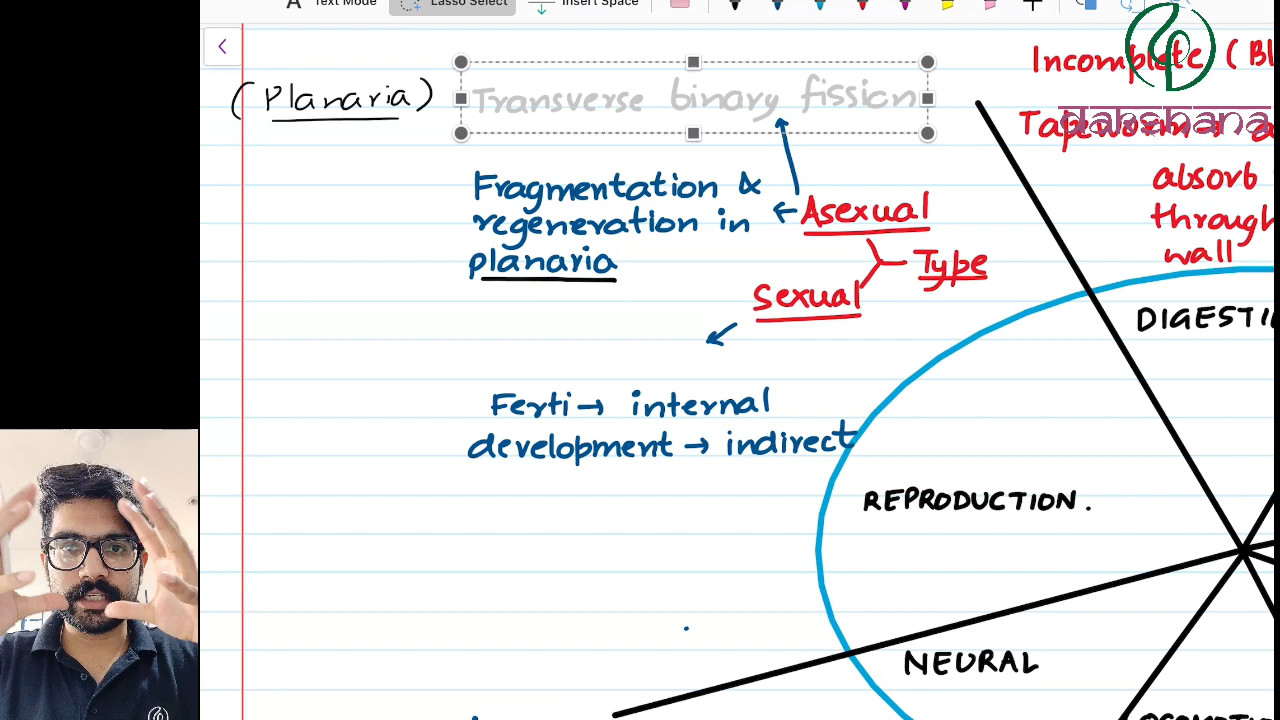 Text Mode
Lasso Select
Insert Space
(Planaria)
Transverse binary fission
Fragmentation &
regeneration in
planaria
Asexual
Type
Sexual
Ferti → internal
development → indirect
REPRODUCTION.
NEURAL
DIGESTI
Incomplete (Bl
Dakshana
absorb
through
wall